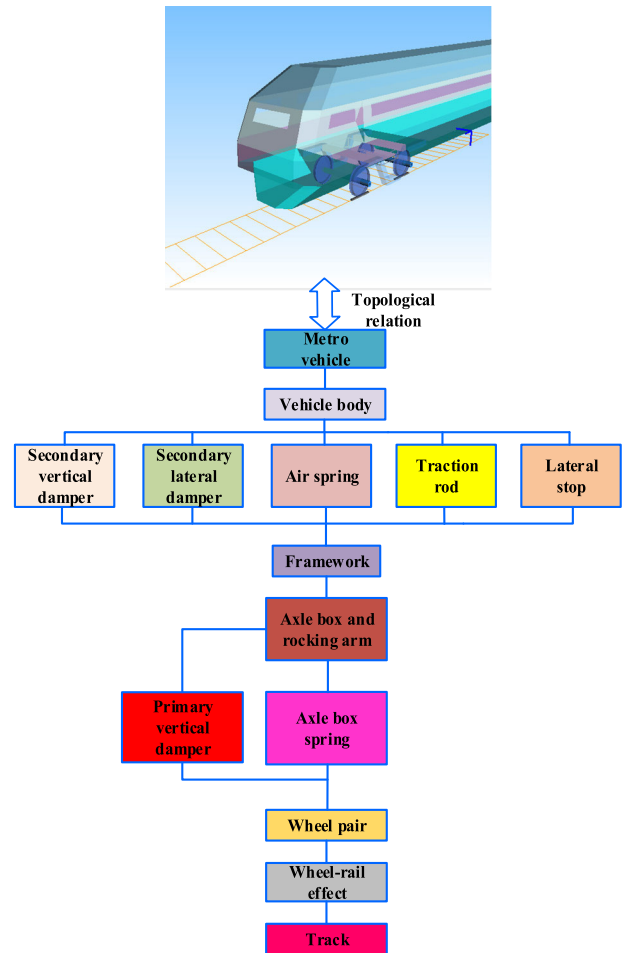 Topological
relation
Metro
vehicle
Vehicle body
Secondary
vertical
damper
Secondary
lateral
damper
Air spring
Traction
rod
Lateral
stop
Framework
Axle box and
rocking arm
Primary
vertical
damper
Axle box
spring
Wheel pair
Wheel-rail
effect
Track